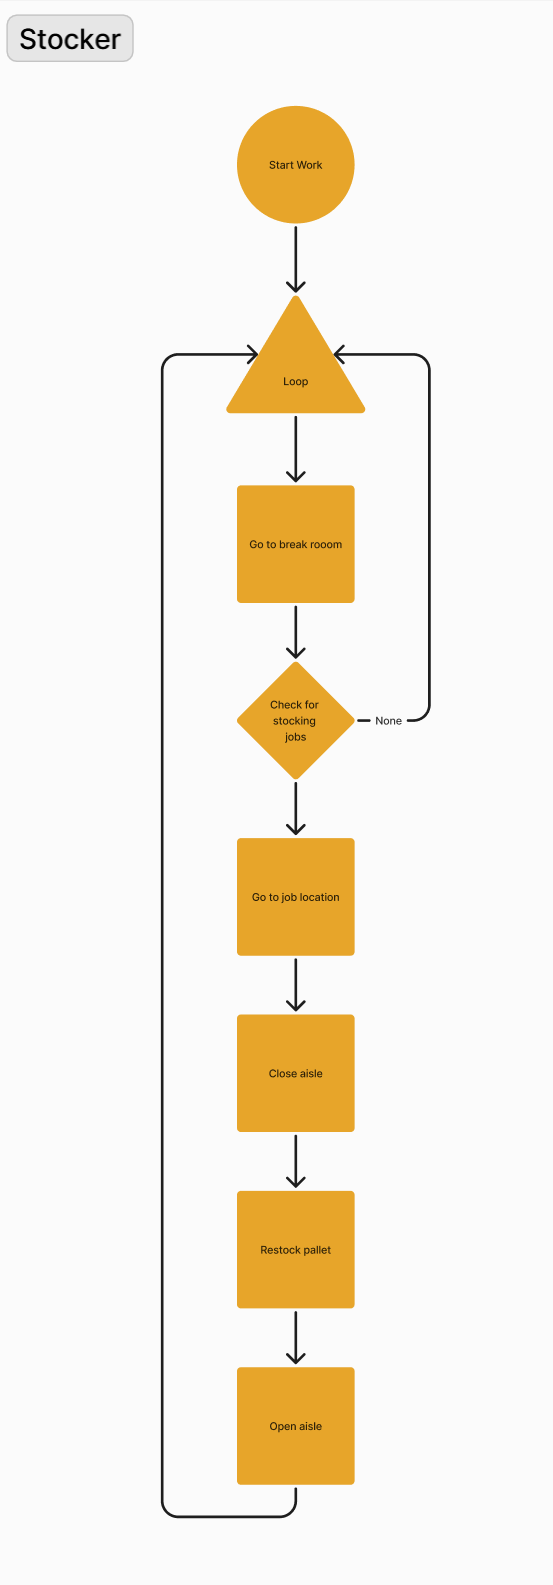 Stocker
Start Work
Loop
Go to break rooom
Check for
stocking
jobs
None
Go to job location
Close aisle
Restock pallet
Open aisle